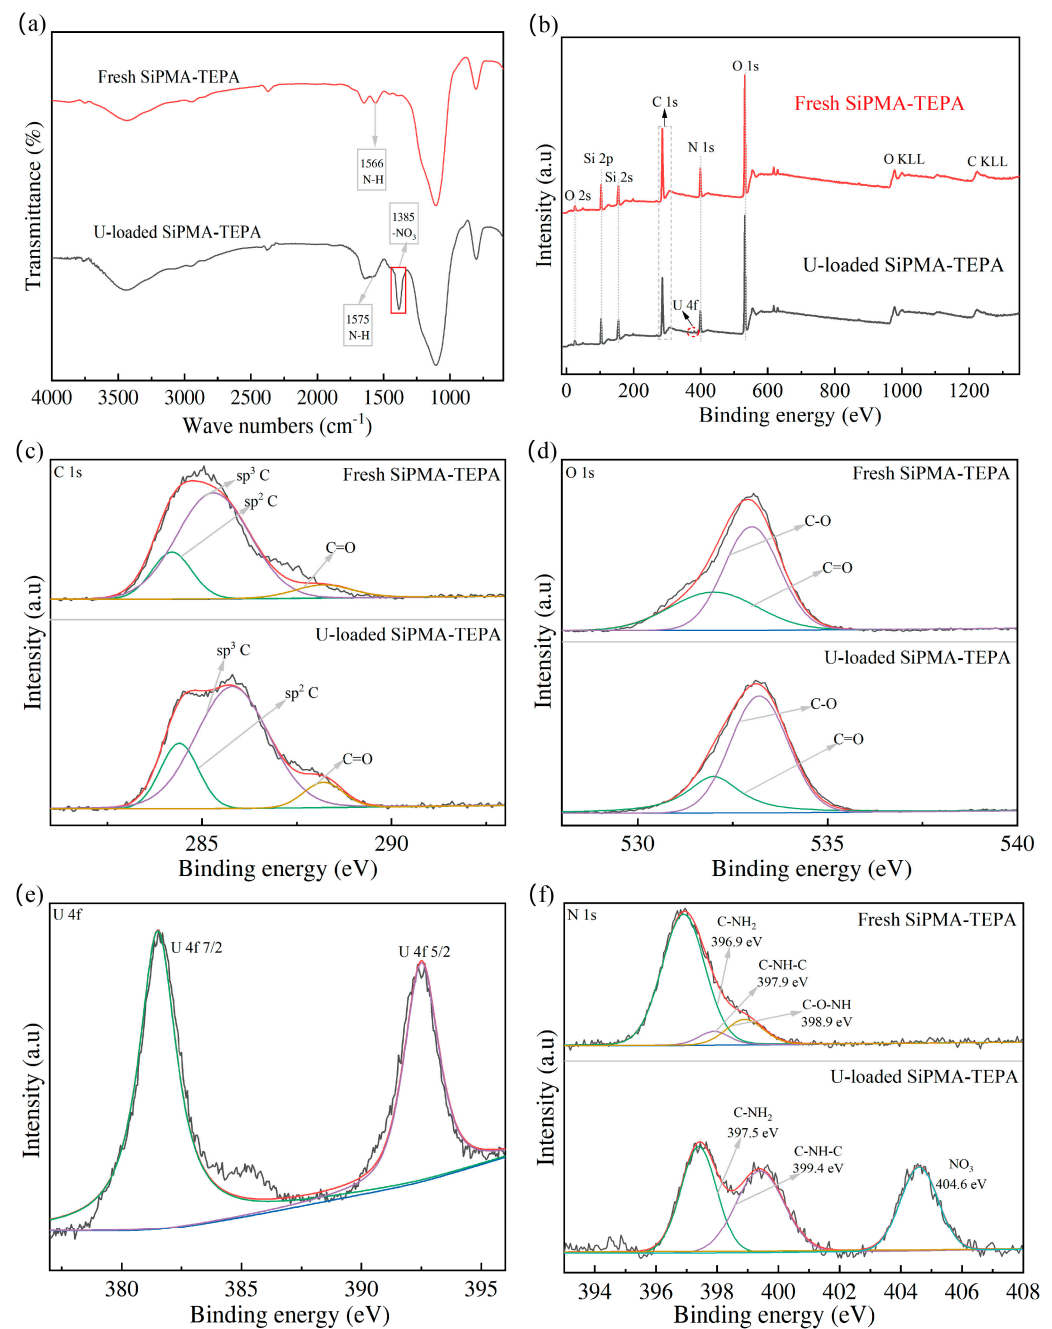 (a)
Fresh SiPMA-TEPA
1566
N-H
1385
-NO3
U-loaded SiPMA-TEPA
1575
N-H
Transmittance (%)
4000 3500 3000 2500 2000 1500 1000
Wave numbers (cm-1)
(b)
O 1s
C 1s
Fresh SiPMA-TEPA
N 1s
Si 2p
Si 2s
O 2s
O KLL
C KLL
U-loaded SiPMA-TEPA
U 4f
Intensity (a.u)
0 200 400 600 800 1000 1200
Binding energy (eV)
(c)
C 1s
Fresh SiPMA-TEPA
sp3 C
sp2 C
C=O
U-loaded SiPMA-TEPA
sp3 C
sp2 C
C=O
Intensity (a.u)
285 290
Binding energy (eV)
(d)
O 1s
Fresh SiPMA-TEPA
C-O
C=O
U-loaded SiPMA-TEPA
C-O
C=O
Intensity (a.u)
530 535 540
Binding energy (eV)
(e)
U 4f
U 4f 7/2
U 4f 5/2
Intensity (a.u)
380 385 390 395
Binding energy (eV)
(f)
N 1s
Fresh SiPMA-TEPA
C-NH2
396.9 eV
C-NH-C
397.9 eV
C-O-NH
398.9 eV
U-loaded SiPMA-TEPA
C-NH2
397.5 eV
C-NH-C
399.4 eV
NO3
404.6 eV
Intensity (a.u)
394 396 398 400 402 404 406 408
Binding energy (eV)